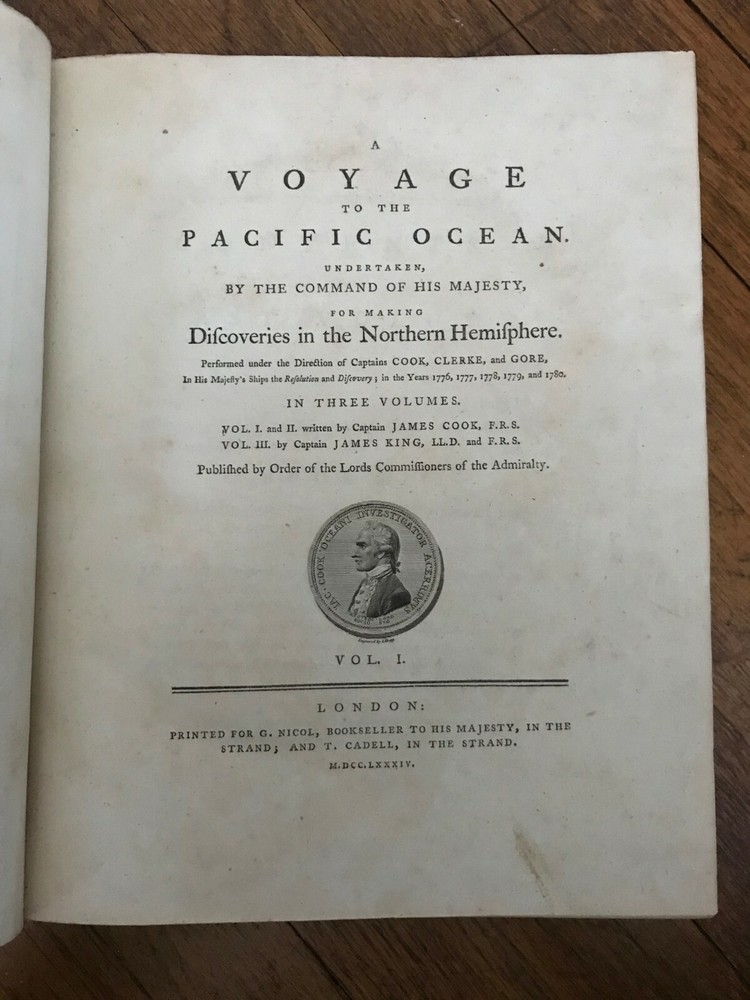 A
VOYAGE
TO THE
PACIFIC OCEAN.
UNDERTAKEN,
BY THE COMMAND OF HIS MAJESTY,
FOR MAKING
Diſcoveries in the Northern Hemiſphere.
Performed under the Direction of Captains COOK, CLERKE, and GORE,
In His Majeſty's Ships the Reſolution and Diſcovery; in the Years 1776, 1777, 1778, 1779, and 1780.
IN THREE VOLUMES.
VOL. I. and II. written by Captain JAMES COOK, F.R.S.
VOL. III. by Captain JAMES KING, LL.D. and F.R.S.
Publiſhed by Order of the Lords Commiſſioners of the Admiralty.
IAC. COOK OCEANI INVESTIGATOR ACERRIMVS
VOL. I.
LONDON:
PRINTED FOR G. NICOL, BOOKSELLER TO HIS MAJESTY, IN THE
STRAND; AND T. CADELL, IN THE STRAND.
M.DCC.LXXXIV.